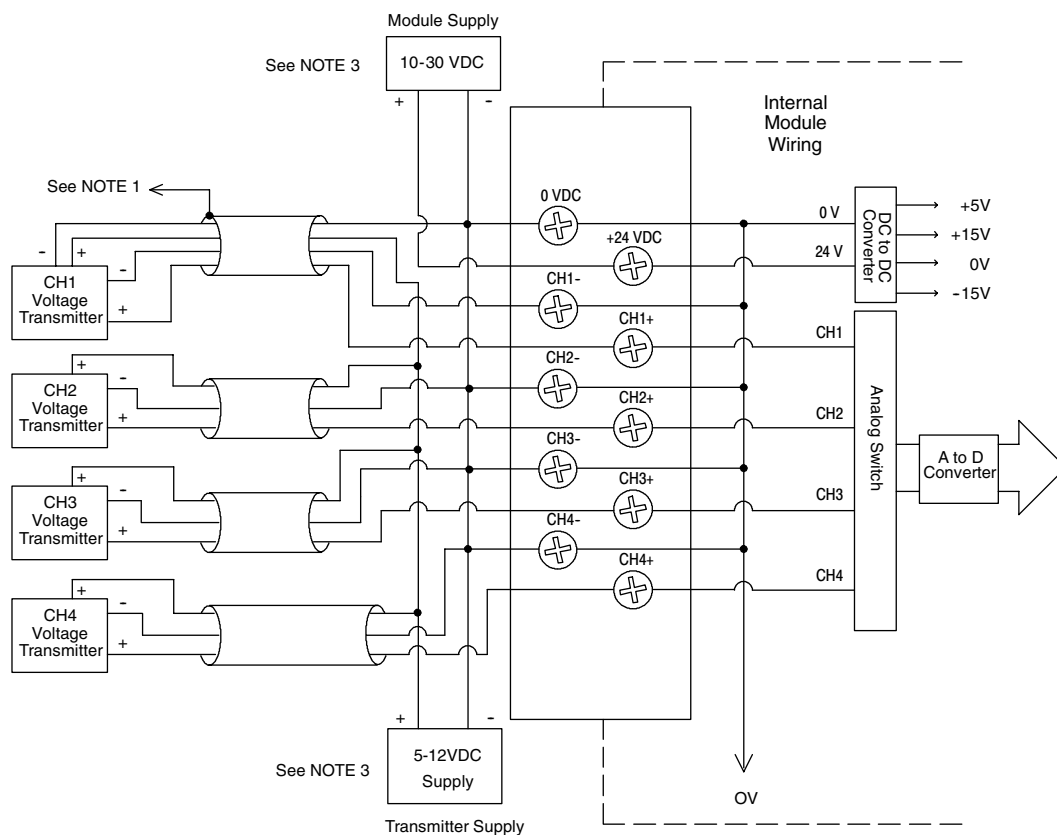 Module Supply
See NOTE 3
10-30 VDC
+
-
Internal
Module
Wiring
See NOTE 1
0 VDC
0 V
DC to DC
Converter
+5V
+15V
0V
-15V
+24 VDC
24 V
-
+
-
+
CH1
Voltage
Transmitter
CH1-
CH1+
CH1
+
-
+
CH2
Voltage
Transmitter
CH2-
CH2+
CH2
Analog Switch
A to D
Converter
+
-
+
CH3
Voltage
Transmitter
CH3-
CH3+
CH3
+
-
+
CH4
Voltage
Transmitter
CH4-
CH4+
CH4
+
-
See NOTE 3
5-12VDC
Supply
Transmitter Supply
OV